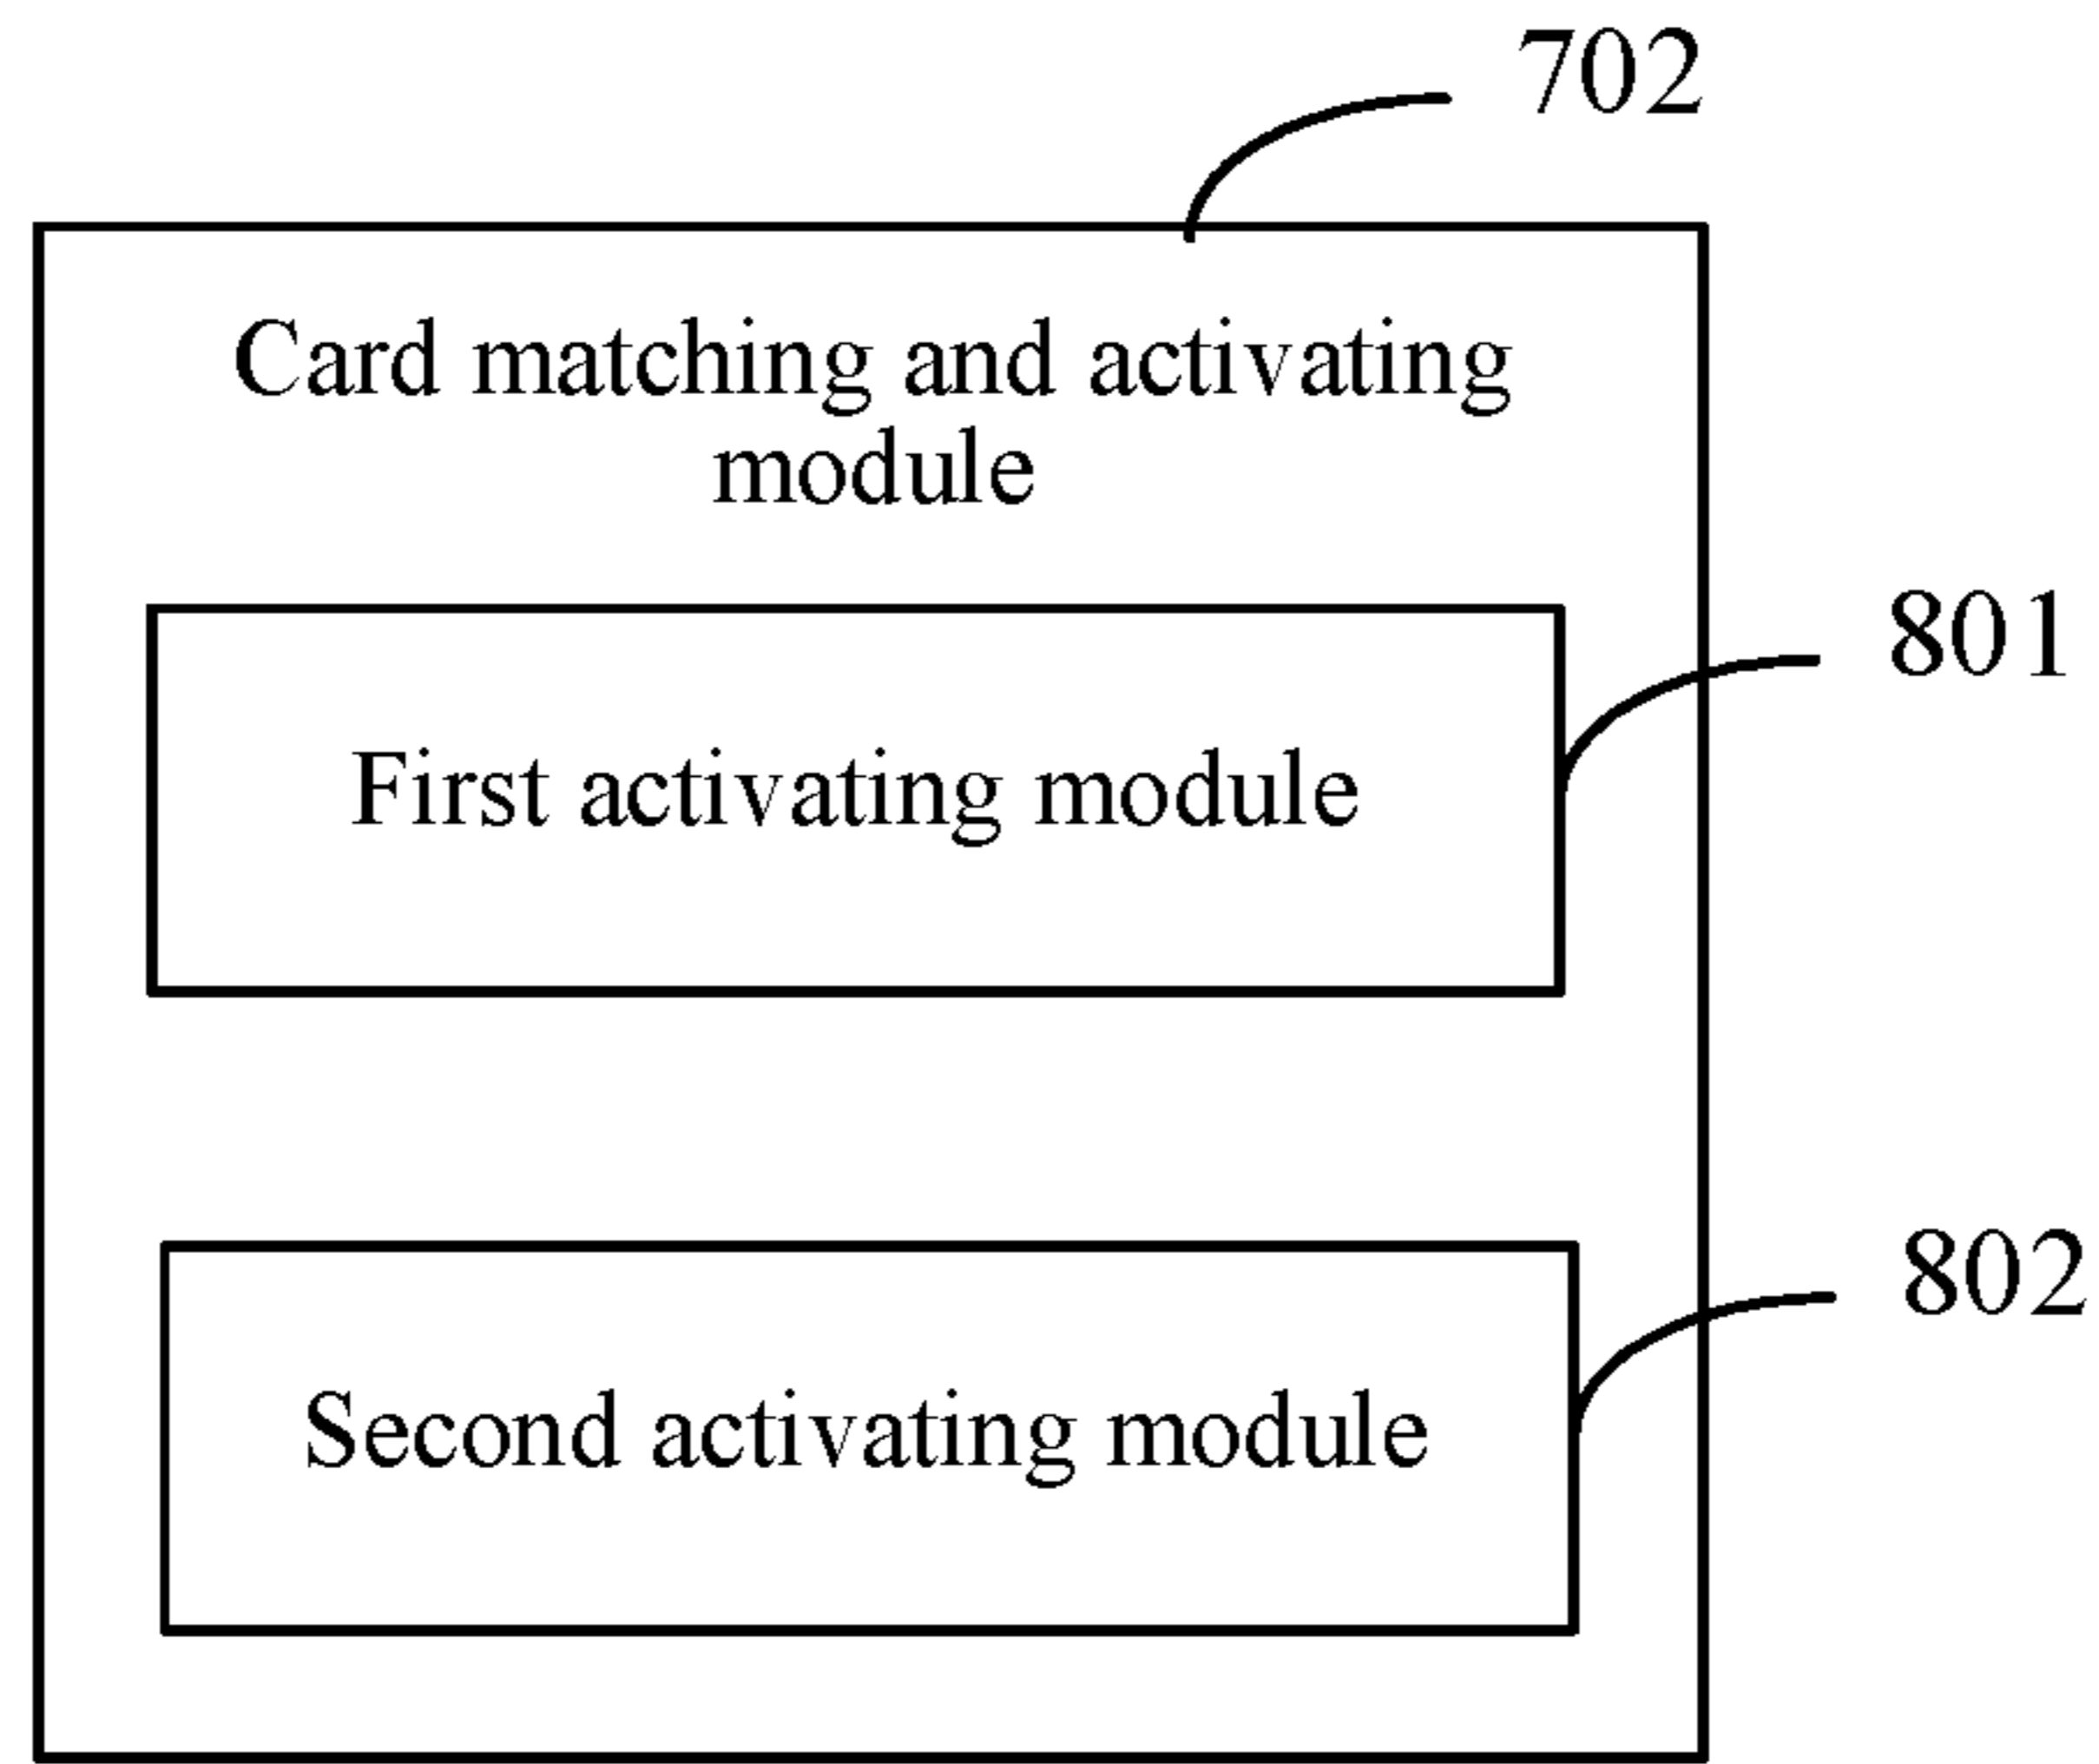 702
Card matching and activating
module
801
First activating module
802
Second activating module